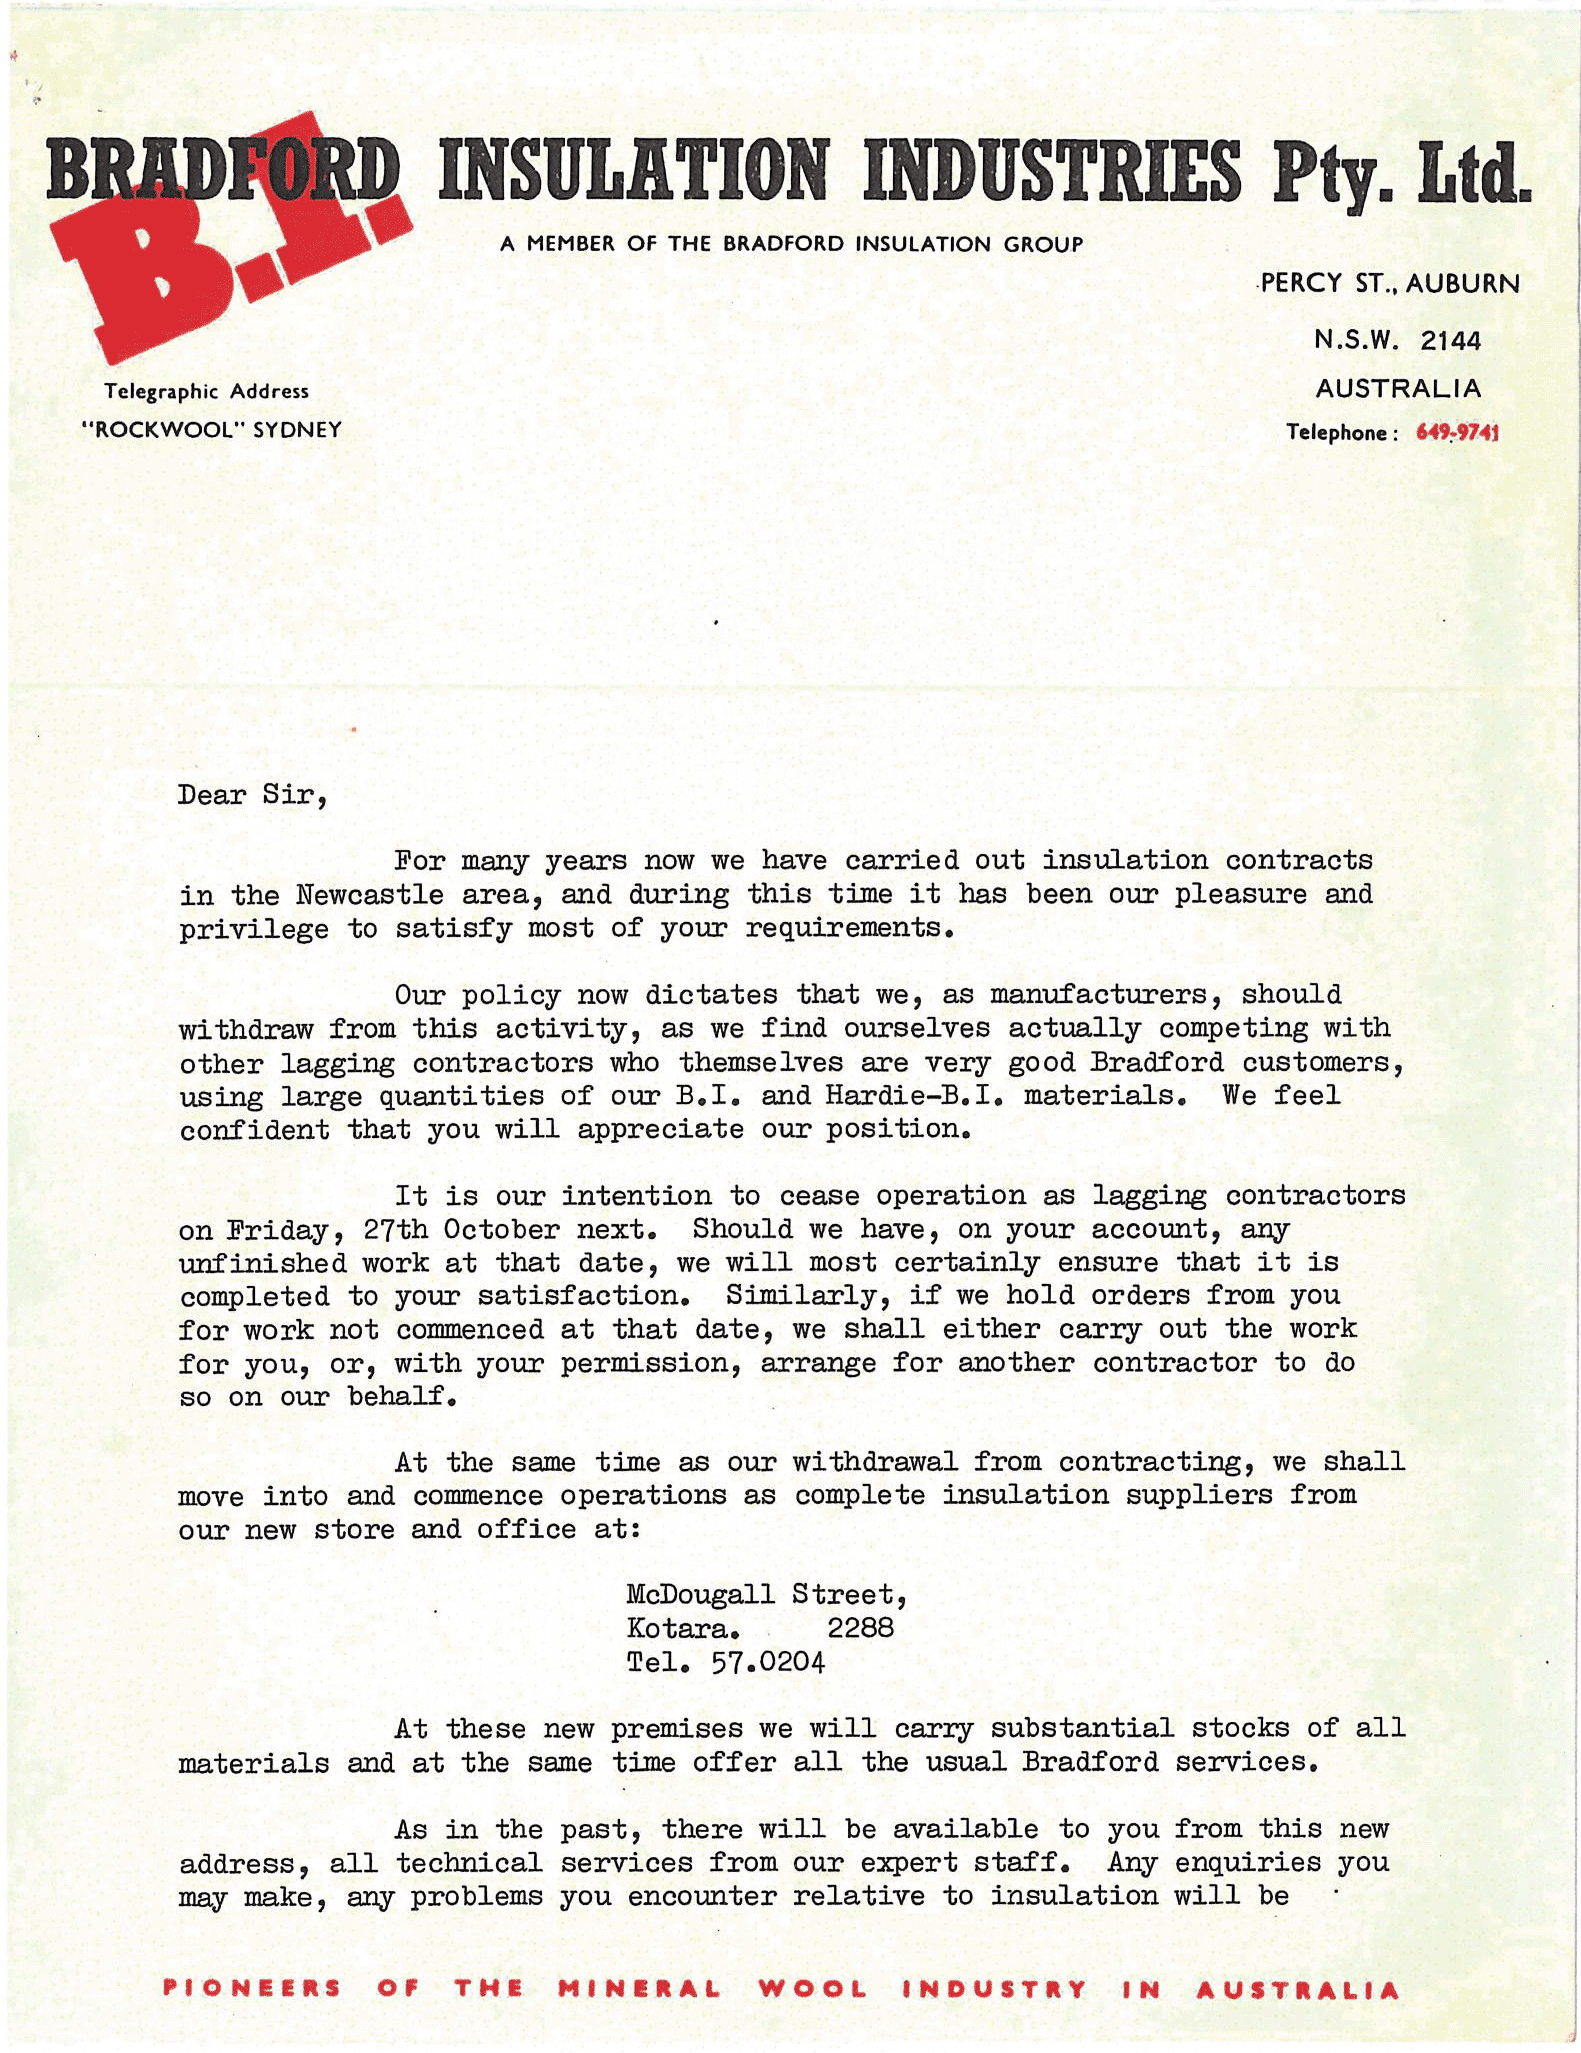 BRADFORD INSULATION INDUSTRIES Pty. Ltd.
B.I.
A MEMBER OF THE BRADFORD INSULATION GROUP
PERCY ST., AUBURN
N.S.W. 2144
AUSTRALIA
Telephone: 649-9741
Telegraphic Address
"ROCKWOOL" SYDNEY
Dear Sir,
For many years now we have carried out insulation contracts
in the Newcastle area, and during this time it has been our pleasure and
privilege to satisfy most of your requirements.
Our policy now dictates that we, as manufacturers, should
withdraw from this activity, as we find ourselves actually competing with
other lagging contractors who themselves are very good Bradford customers,
using large quantities of our B.I. and Hardie-B.I. materials. We feel
confident that you will appreciate our position.
It is our intention to cease operation as lagging contractors
on Friday, 27th October next. Should we have, on your account, any
unfinished work at that date, we will most certainly ensure that it is
completed to your satisfaction. Similarly, if we hold orders from you
for work not commenced at that date, we shall either carry out the work
for you, or, with your permission, arrange for another contractor to do
so on our behalf.
At the same time as our withdrawal from contracting, we shall
move into and commence operations as complete insulation suppliers from
our new store and office at:
McDougall Street,
Kotara. 2288
Tel. 57.0204
At these new premises we will carry substantial stocks of all
materials and at the same time offer all the usual Bradford services.
As in the past, there will be available to you from this new
address, all technical services from our expert staff. Any enquiries you
may make, any problems you encounter relative to insulation will be
PIONEERS OF THE MINERAL WOOL INDUSTRY IN AUSTRALIA